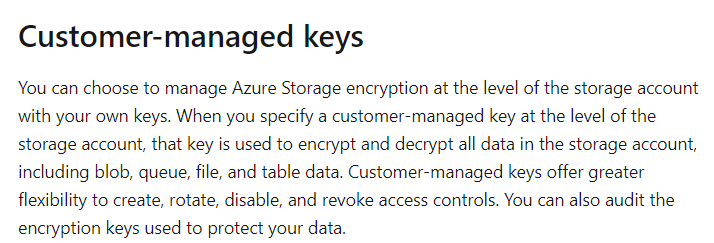 Customer-managed keys
You can choose to manage Azure Storage encryption at the level of the storage account
with your own keys. When you specify a customer-managed key at the level of the
storage account, that key is used to encrypt and decrypt all data in the storage account,
including blob, queue, file, and table data. Customer-managed keys offer greater
flexibility to create, rotate, disable, and revoke access controls. You can also audit the
encryption keys used to protect your data.